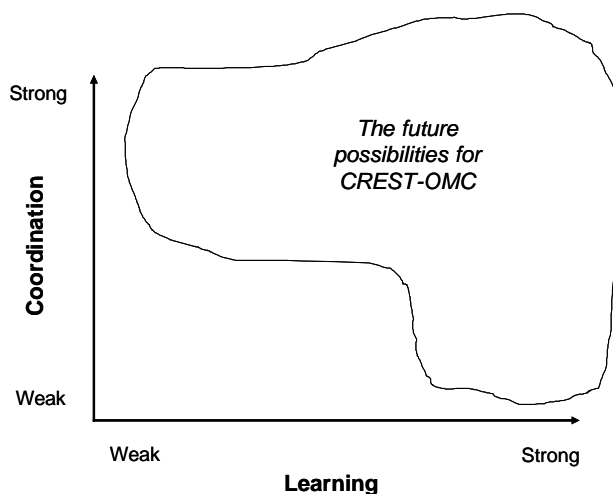 Strong
The future
possibilities for
CREST-OMC
Coordination
Weak
Weak
Strong
Learning